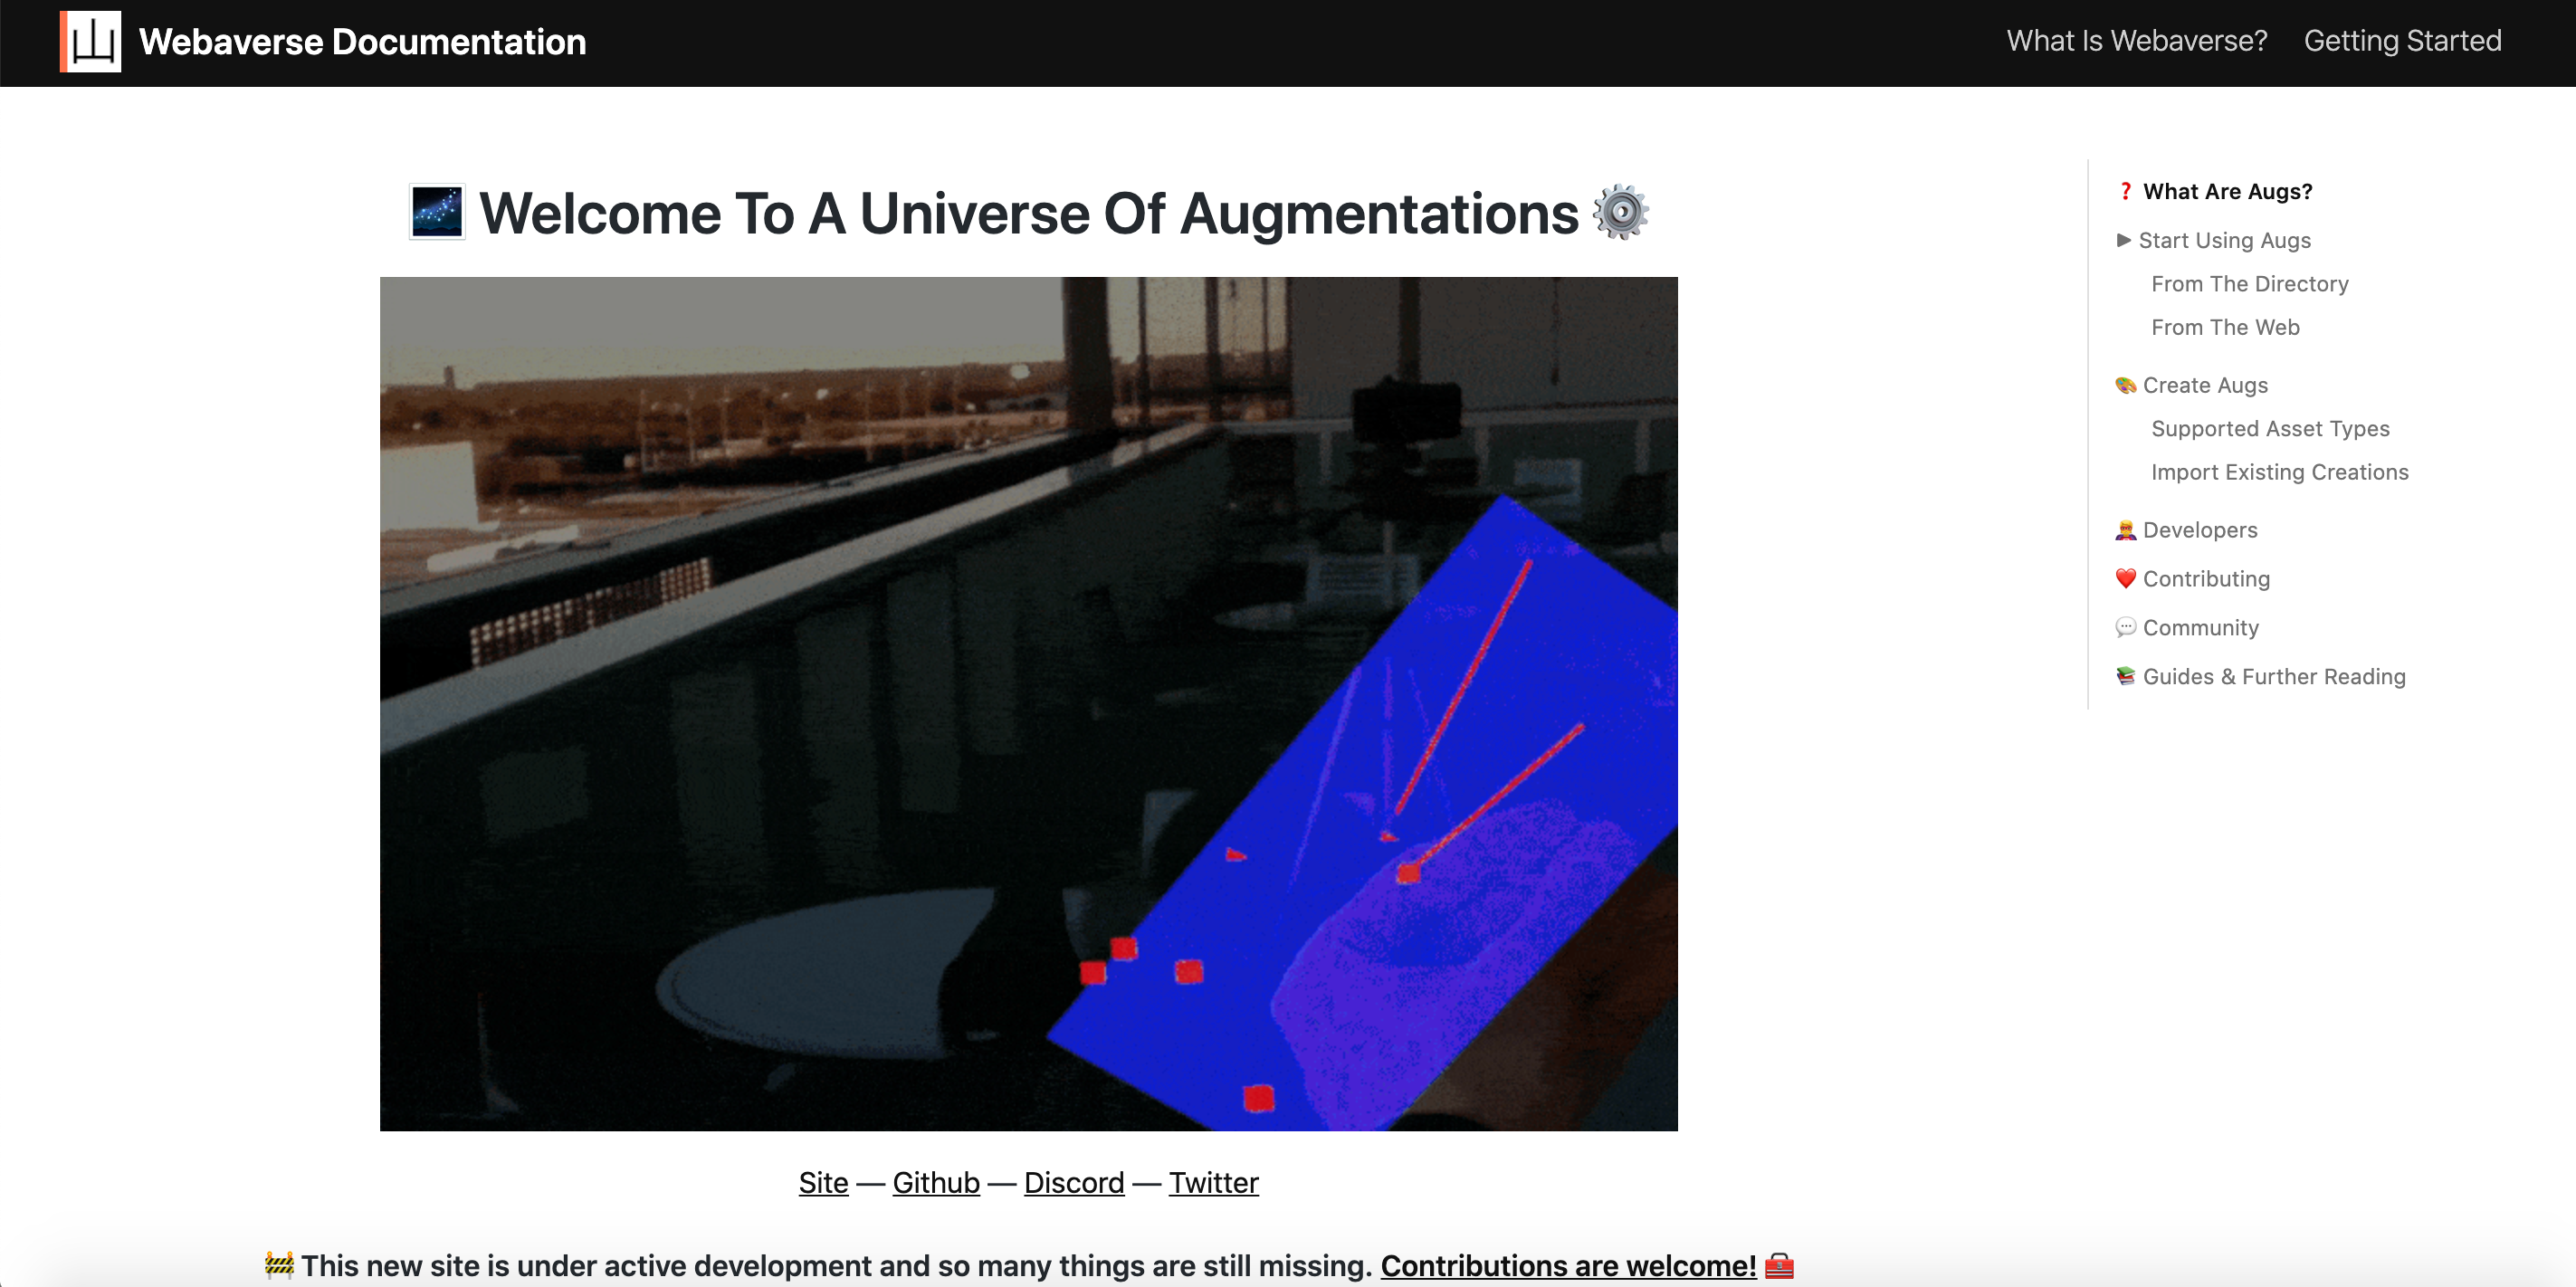 Webaverse Documentation
What Is Webaverse?
Getting Started
Welcome To A Universe Of Augmentations
Site — Github — Discord — Twitter
This new site is under active development and so many things are still missing. Contributions are welcome!
What Are Augs?
Start Using Augs
From The Directory
From The Web
Create Augs
Supported Asset Types
Import Existing Creations
Developers
Contributing
Community
Guides & Further Reading